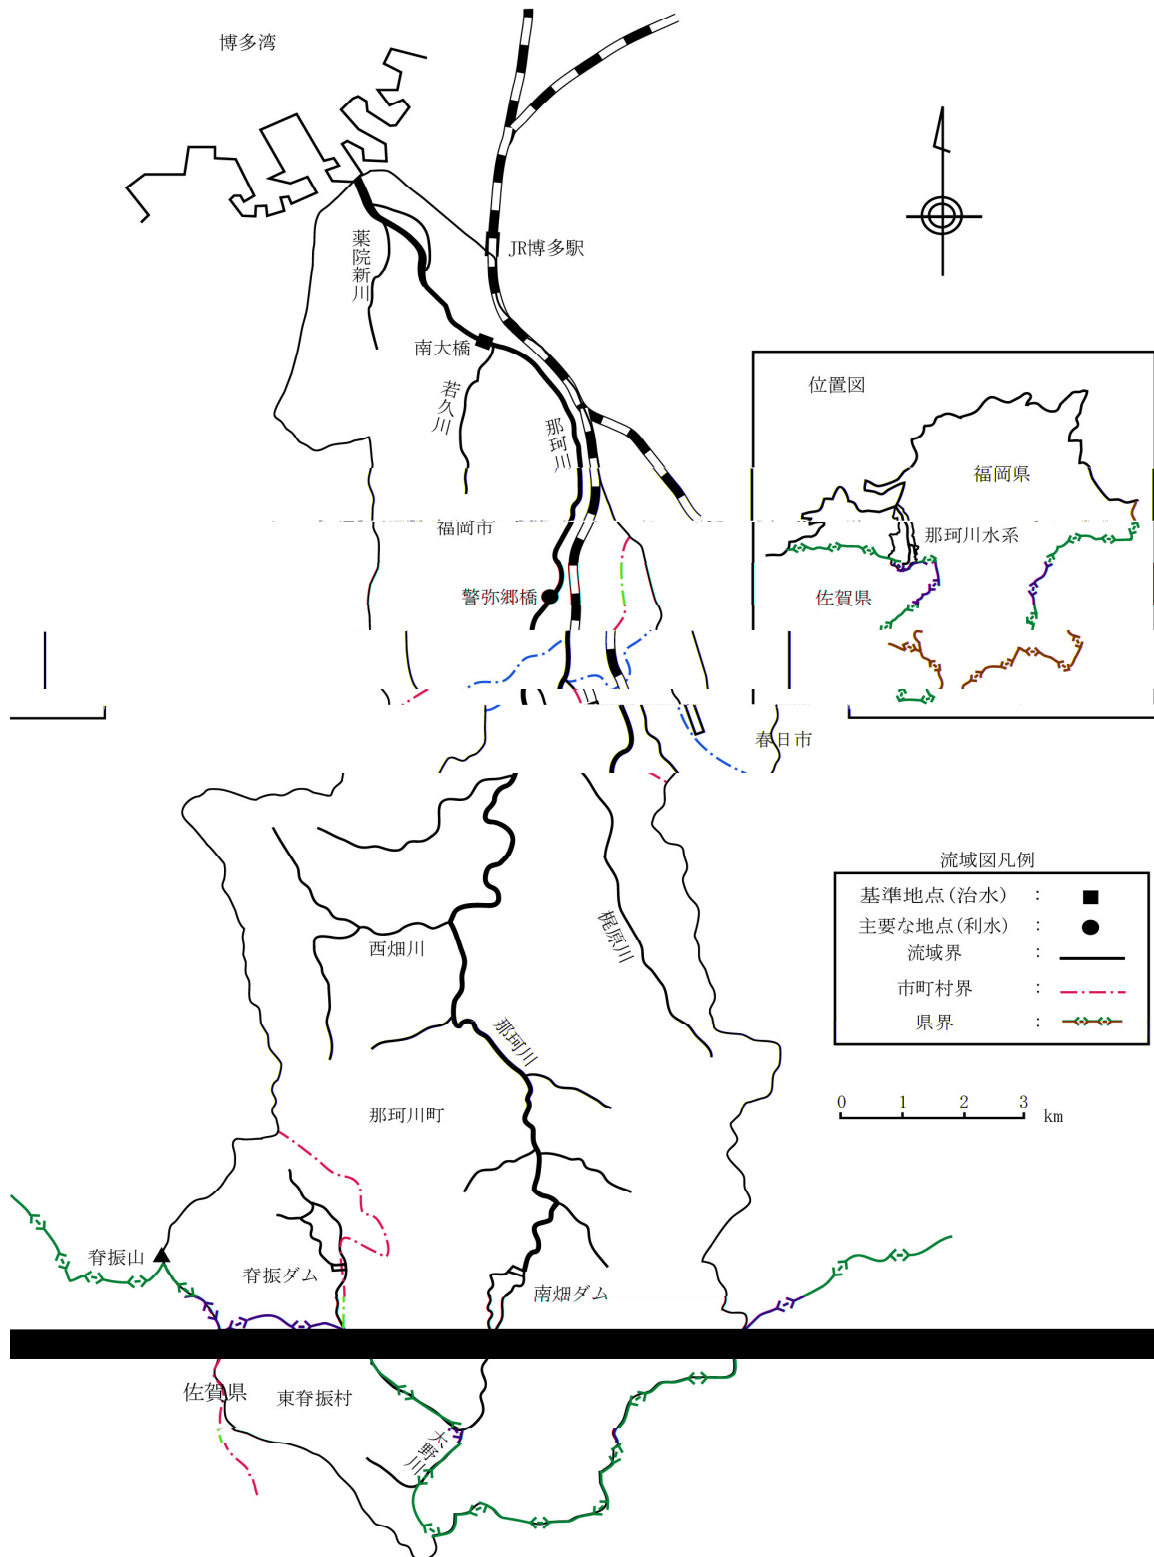 博多湾
JR博多駅
薬院新川
南大橋
若久川
那珂川
位置図
福岡県
那珂川水系
佐賀県
福岡市
警弥郷橋
春日市
流域図凡例
基準地点(治水) : ■
主要な地点(利水) : ●
流域界 :
市町村界 :
県界 :
西畑川
梶原川
那珂川
那珂川町
0 1 2 3 km
脊振山
脊振ダム
南畑ダム
佐賀県
東脊振村
大野川